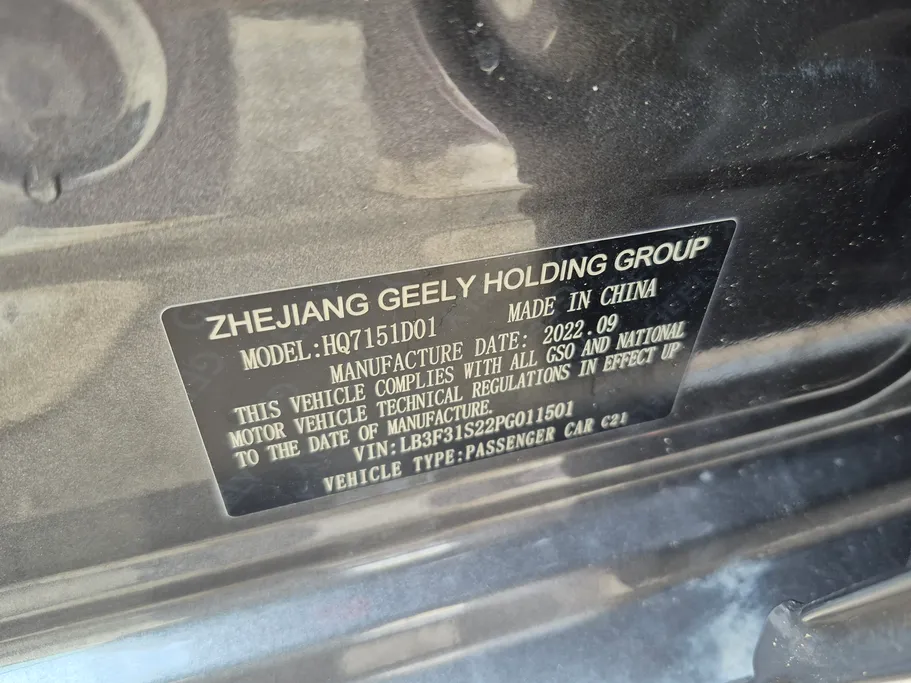 ZHEJIANG GEELY HOLDING GROUP
MODEL:HQ7151D01 MADE IN CHINA
MANUFACTURE DATE: 2022.09
THIS VEHICLE COMPLIES WITH ALL GSO AND NATIONAL
MOTOR VEHICLE TECHNICAL REGULATIONS IN EFFECT UP
TO THE DATE OF MANUFACTURE.
VIN:LB3F31S22PG011501
VEHICLE TYPE:PASSENGER CAR C21